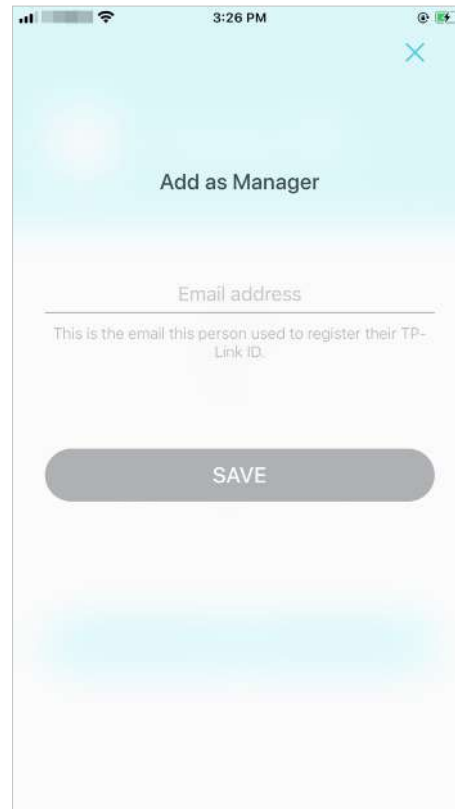 3:26 PM
Add as Manager
Email address
This is the email this person used to register their TP-
Link ID.
SAVE